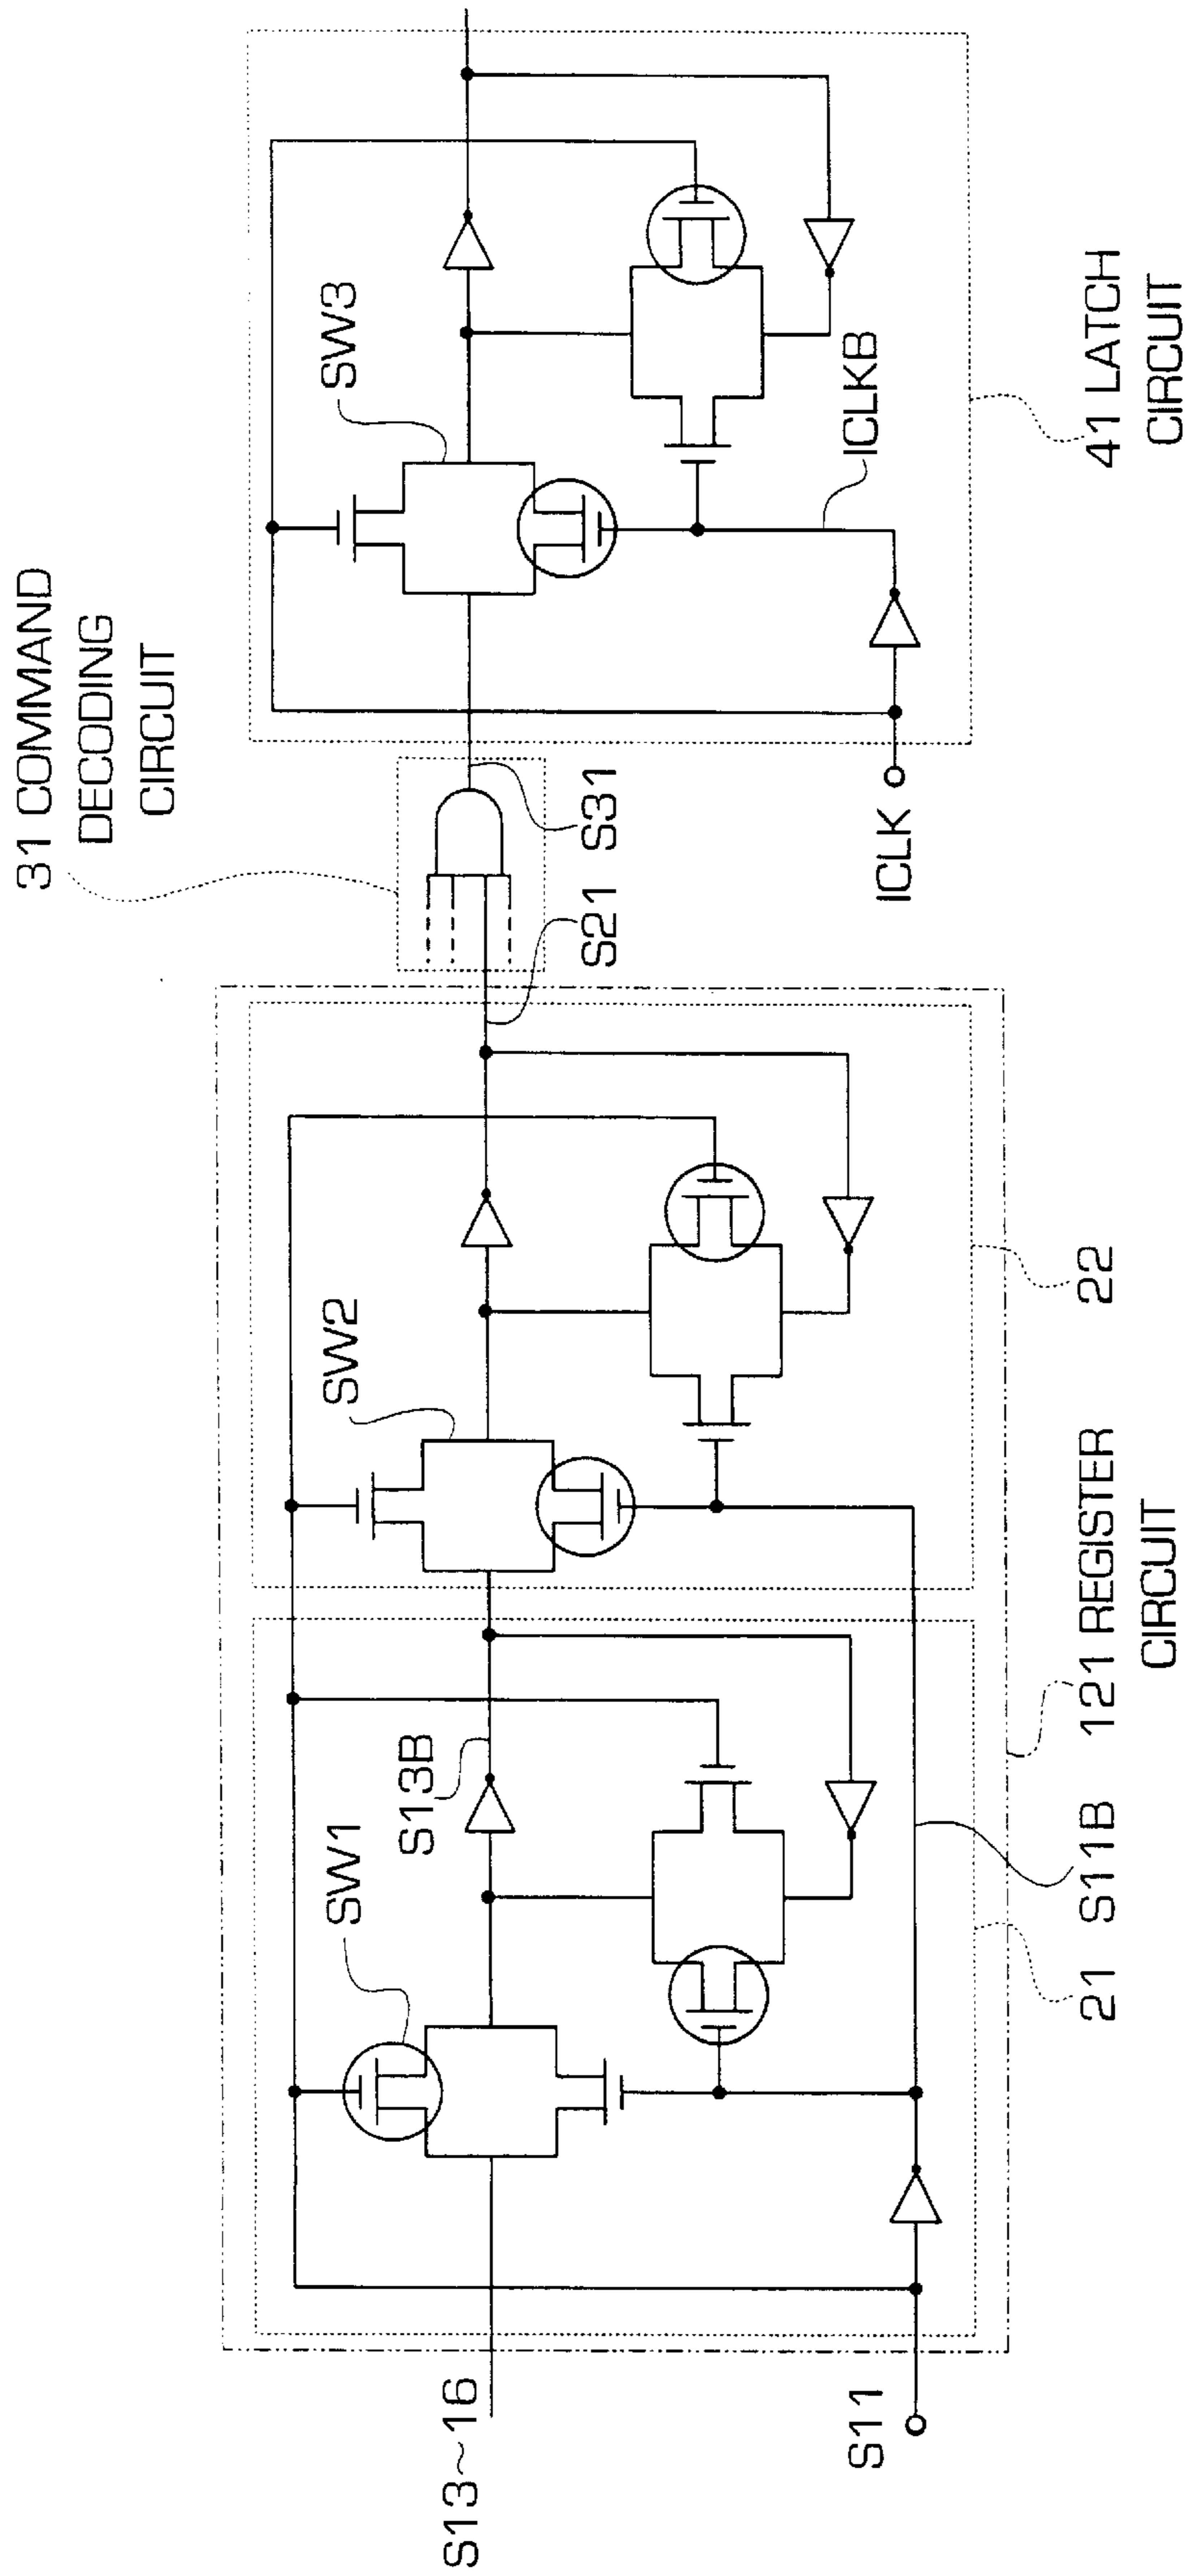 31 COMMAND
DECODING
CIRCUIT
SW1
SW2
SW3
S13B
S13~16
S21
S31
S11
ICLK
ICLKB
21
S11B
121 REGISTER
CIRCUIT
22
41 LATCH
CIRCUIT